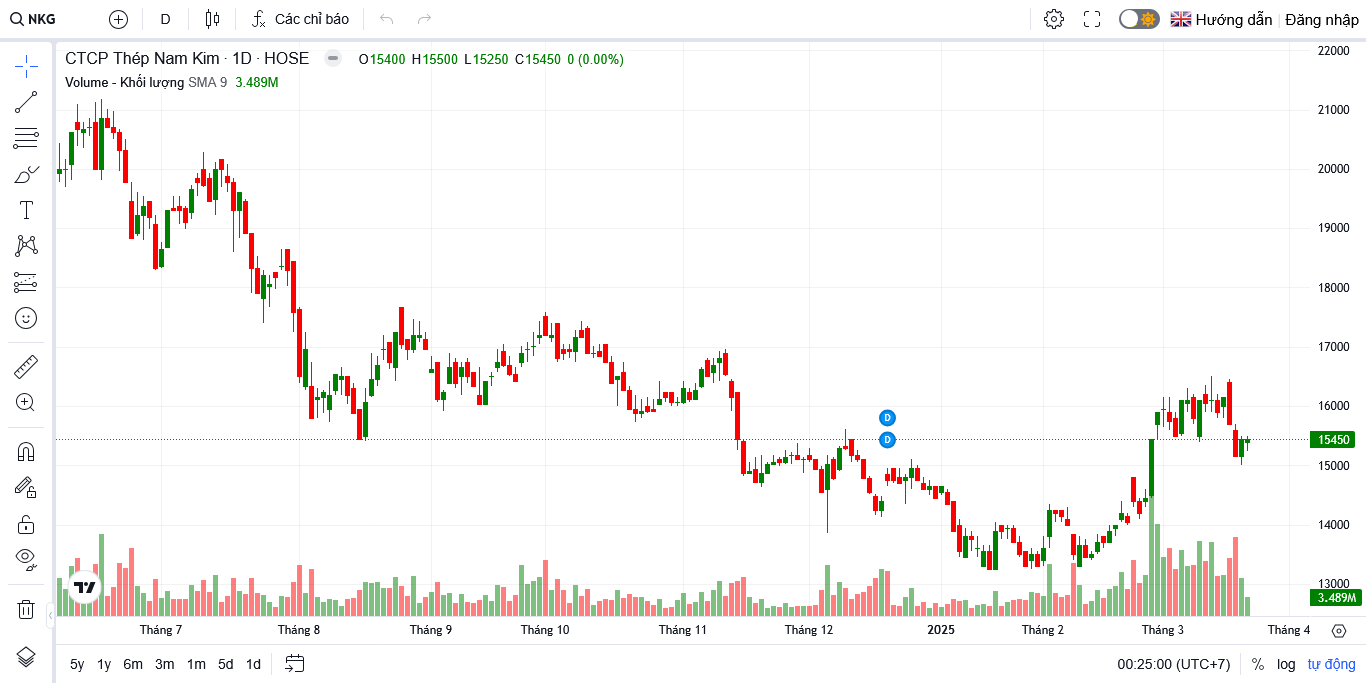 NKG D Các chỉ báo Hướng dẫn Đăng nhập
CTCP Thép Nam Kim · 1D · HOSE O15400 H15500 L15250 C15450 0 (0.00%)
Volume - Khối lượng SMA 9 3.489M
22000
21000
20000
19000
18000
17000
16000
15450
15000
14000
13000
3.489M
D
D
Tháng 7 Tháng 8 Tháng 9 Tháng 10 Tháng 11 Tháng 12 2025 Tháng 2 Tháng 3 Tháng 4
5y 1y 6m 3m 1m 5d 1d 00:25:00 (UTC+7) % log tự động